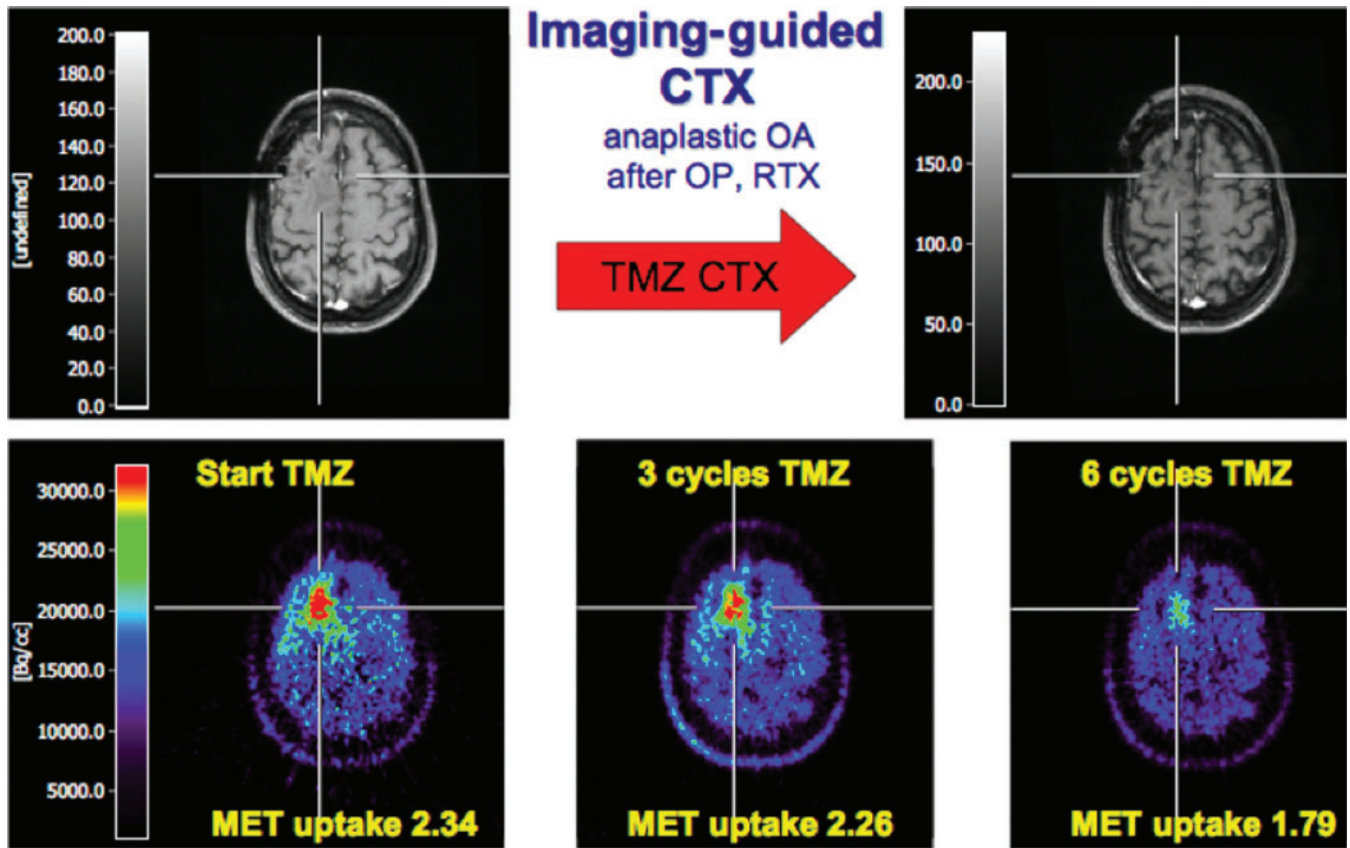 200.0
180.0
160.0
140.0
120.0
100.0
80.0
60.0
40.0
20.0
0.0
[undefined]
Imaging-guided
CTX
anaplastic OA
after OP, RTX
TMZ CTX
200.0
150.0
100.0
50.0
0.0
30000.0
25000.0
20000.0
15000.0
10000.0
5000.0
[Bq/cc]
Start TMZ
MET uptake 2.34
3 cycles TMZ
MET uptake 2.26
6 cycles TMZ
MET uptake 1.79